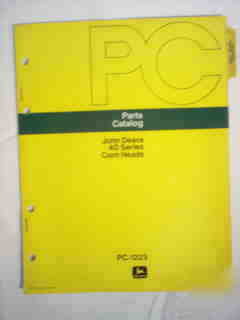 PC
Parts
Catalog
John Deere
40 Series
Corn Heads
PC-1223